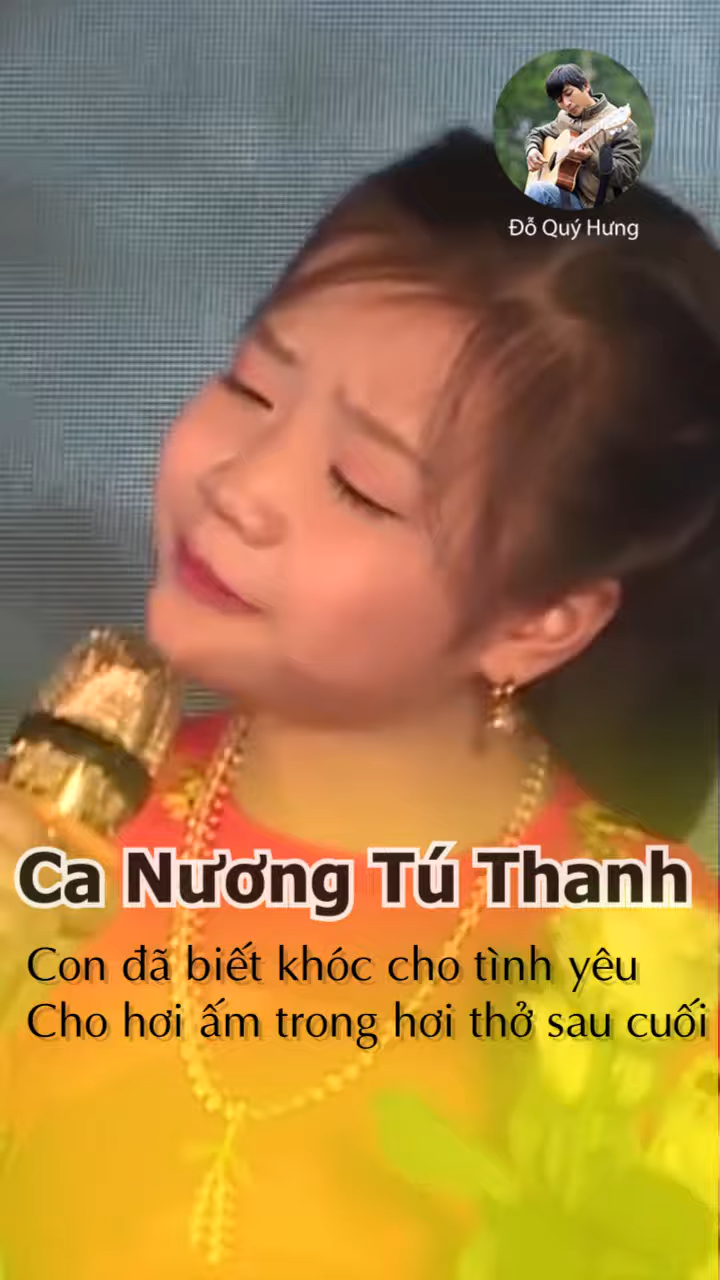 Đỗ Quý Hưng
Ca Nương Tú Thanh
Con đã biết khóc cho tình yêu
Cho hơi ấm trong hơi thở sau cuối